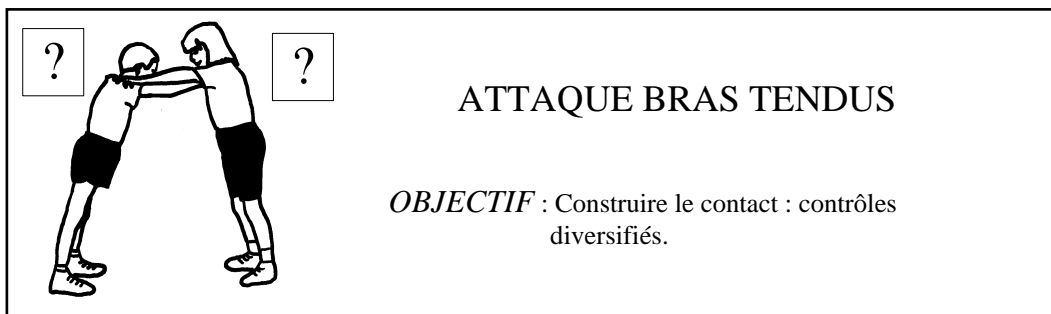 ?
?
ATTAQUE BRAS TENDUS
OBJECTIF : Construire le contact : contrôles
diversifiés.